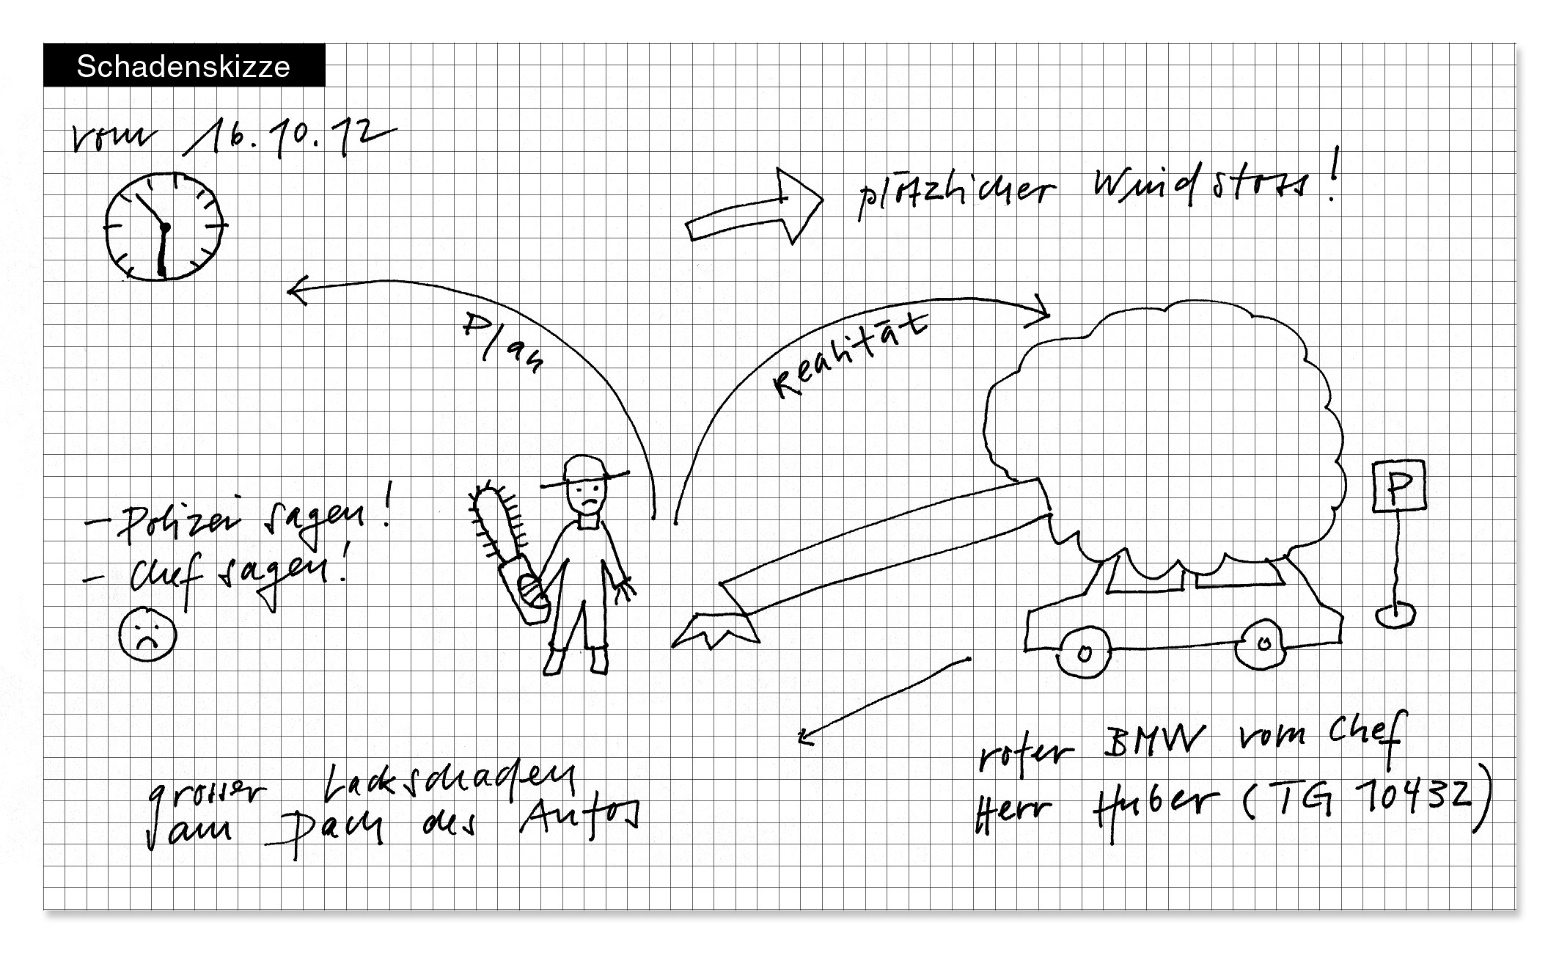 Schadenskizze
vom 16.10.12
plötzlicher Windstoss!
Plan
Realität
P
- Polizei sagen!
- Chef sagen!
grosser Lackschaden
am Dach des Autos
roter BMW vom Chef
Herr Huber (TG 10432)